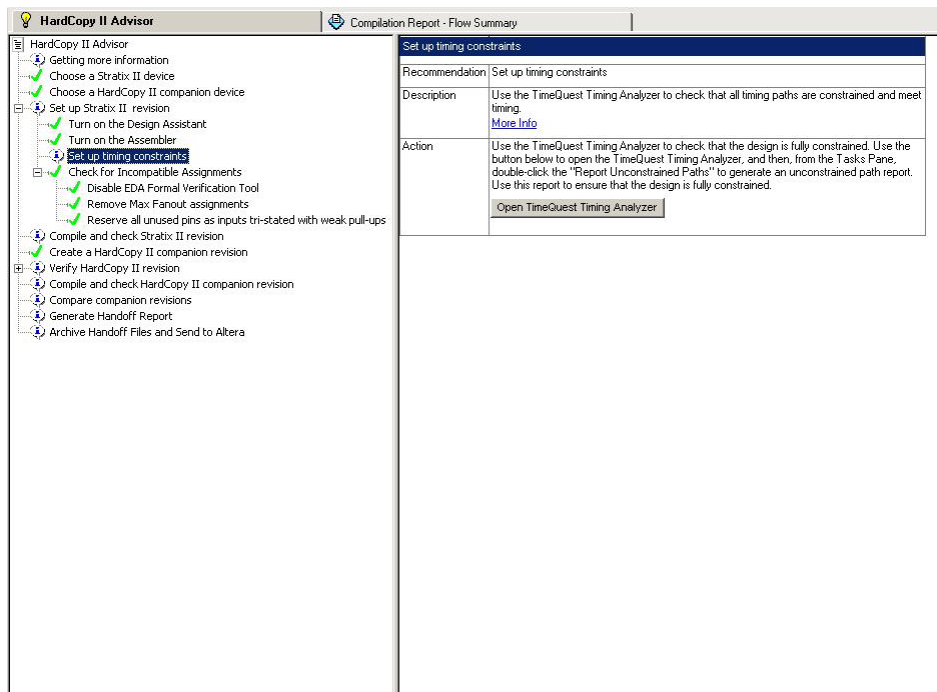 HardCopy II Advisor
Compilation Report - Flow Summary
HardCopy II Advisor
Getting more information
Choose a Stratix II device
Choose a HardCopy II companion device
Set up Stratix II revision
Turn on the Design Assistant
Turn on the Assembler
Set up timing constraints
Check for Incompatible Assignments
Disable EDA Formal Verification Tool
Remove Max Fanout assignments
Reserve all unused pins as inputs tri-stated with weak pull-ups
Compile and check Stratix II revision
Create a HardCopy II companion revision
Verify HardCopy II revision
Compile and check HardCopy II companion revision
Compare companion revisions
Generate Handoff Report
Archive Handoff Files and Send to Altera
Set up timing constraints
Recommendation Set up timing constraints
Description Use the TimeQuest Timing Analyzer to check that all timing paths are constrained and meet
timing.
More Info
Action Use the TimeQuest Timing Analyzer to check that the design is fully constrained. Use the
button below to open the TimeQuest Timing Analyzer, and then, from the Tasks Pane,
double-click the "Report Unconstrained Paths" to generate an unconstrained path report.
Use this report to ensure that the design is fully constrained.
Open TimeQuest Timing Analyzer